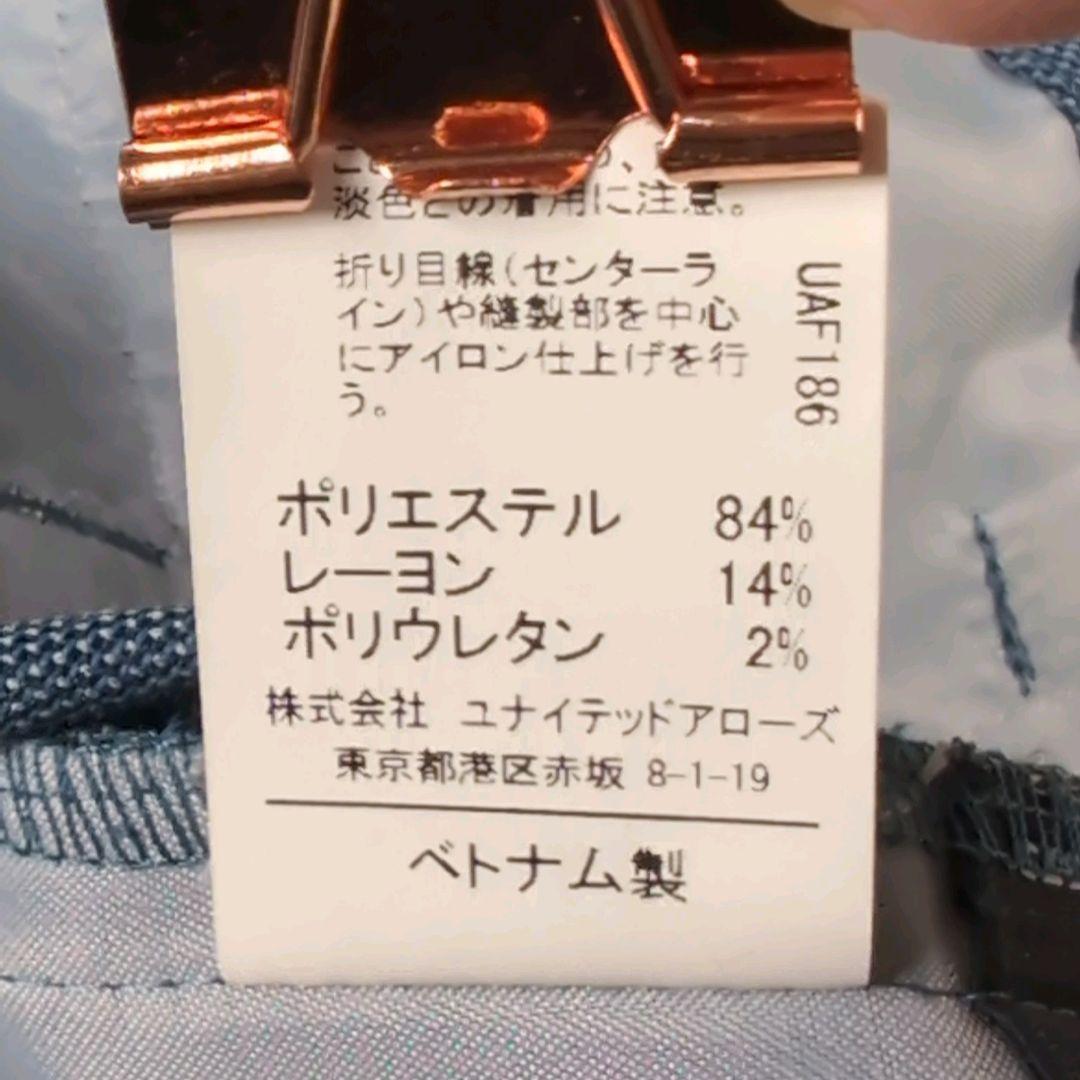 淡色との着用に注意。
折り目線(センターラ
イン)や縫製部を中心
にアイロン仕上げを行
う。
UAF186
ポリエステル 84%
レーヨン 14%
ポリウレタン 2%
株式会社 ユナイテッドアローズ
東京都港区赤坂 8-1-19
ベトナム製